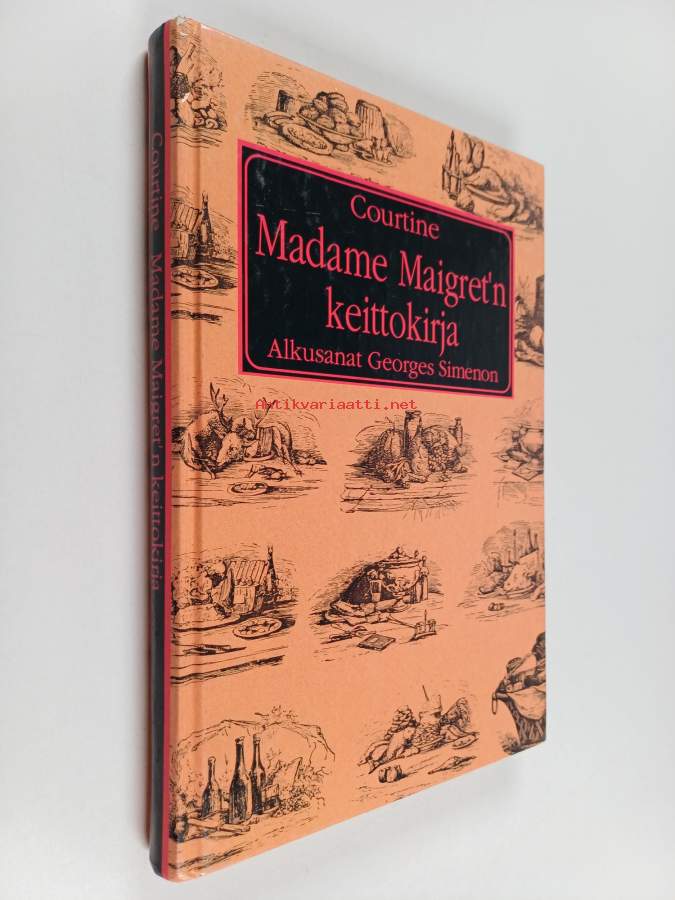 Courtine
Madame Maigret'n
keittokirja
Alkusanat Georges Simenon
Courtine Madame Maigret'n keittokirja
Antikvariaatti.net